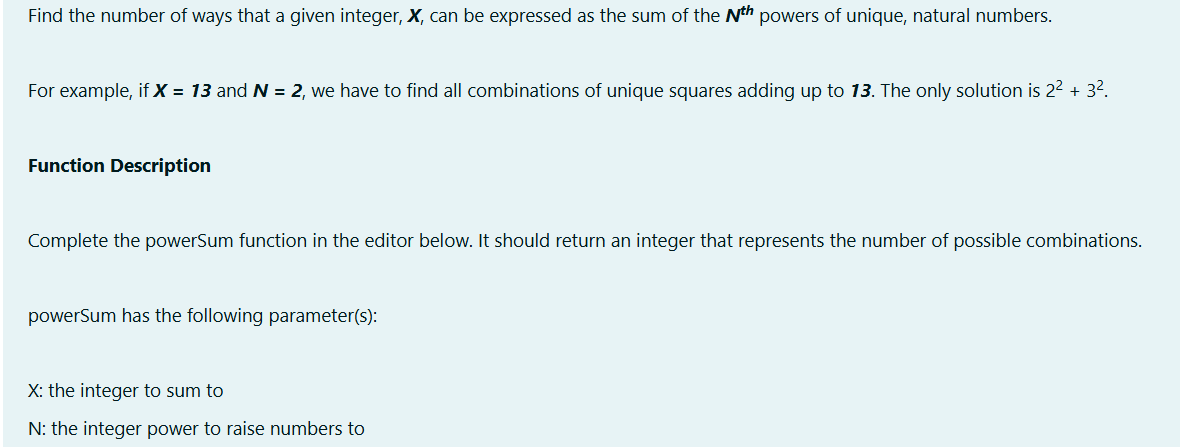 Find the number of ways that a given integer, X, can be expressed as the sum of the Nth powers of unique, natural numbers.
For example, if X = 13 and N = 2, we have to find all combinations of unique squares adding up to 13. The only solution is 2² + 3².
Function Description
Complete the powerSum function in the editor below. It should return an integer that represents the number of possible combinations.
powerSum has the following parameter(s):
X: the integer to sum to
N: the integer power to raise numbers to